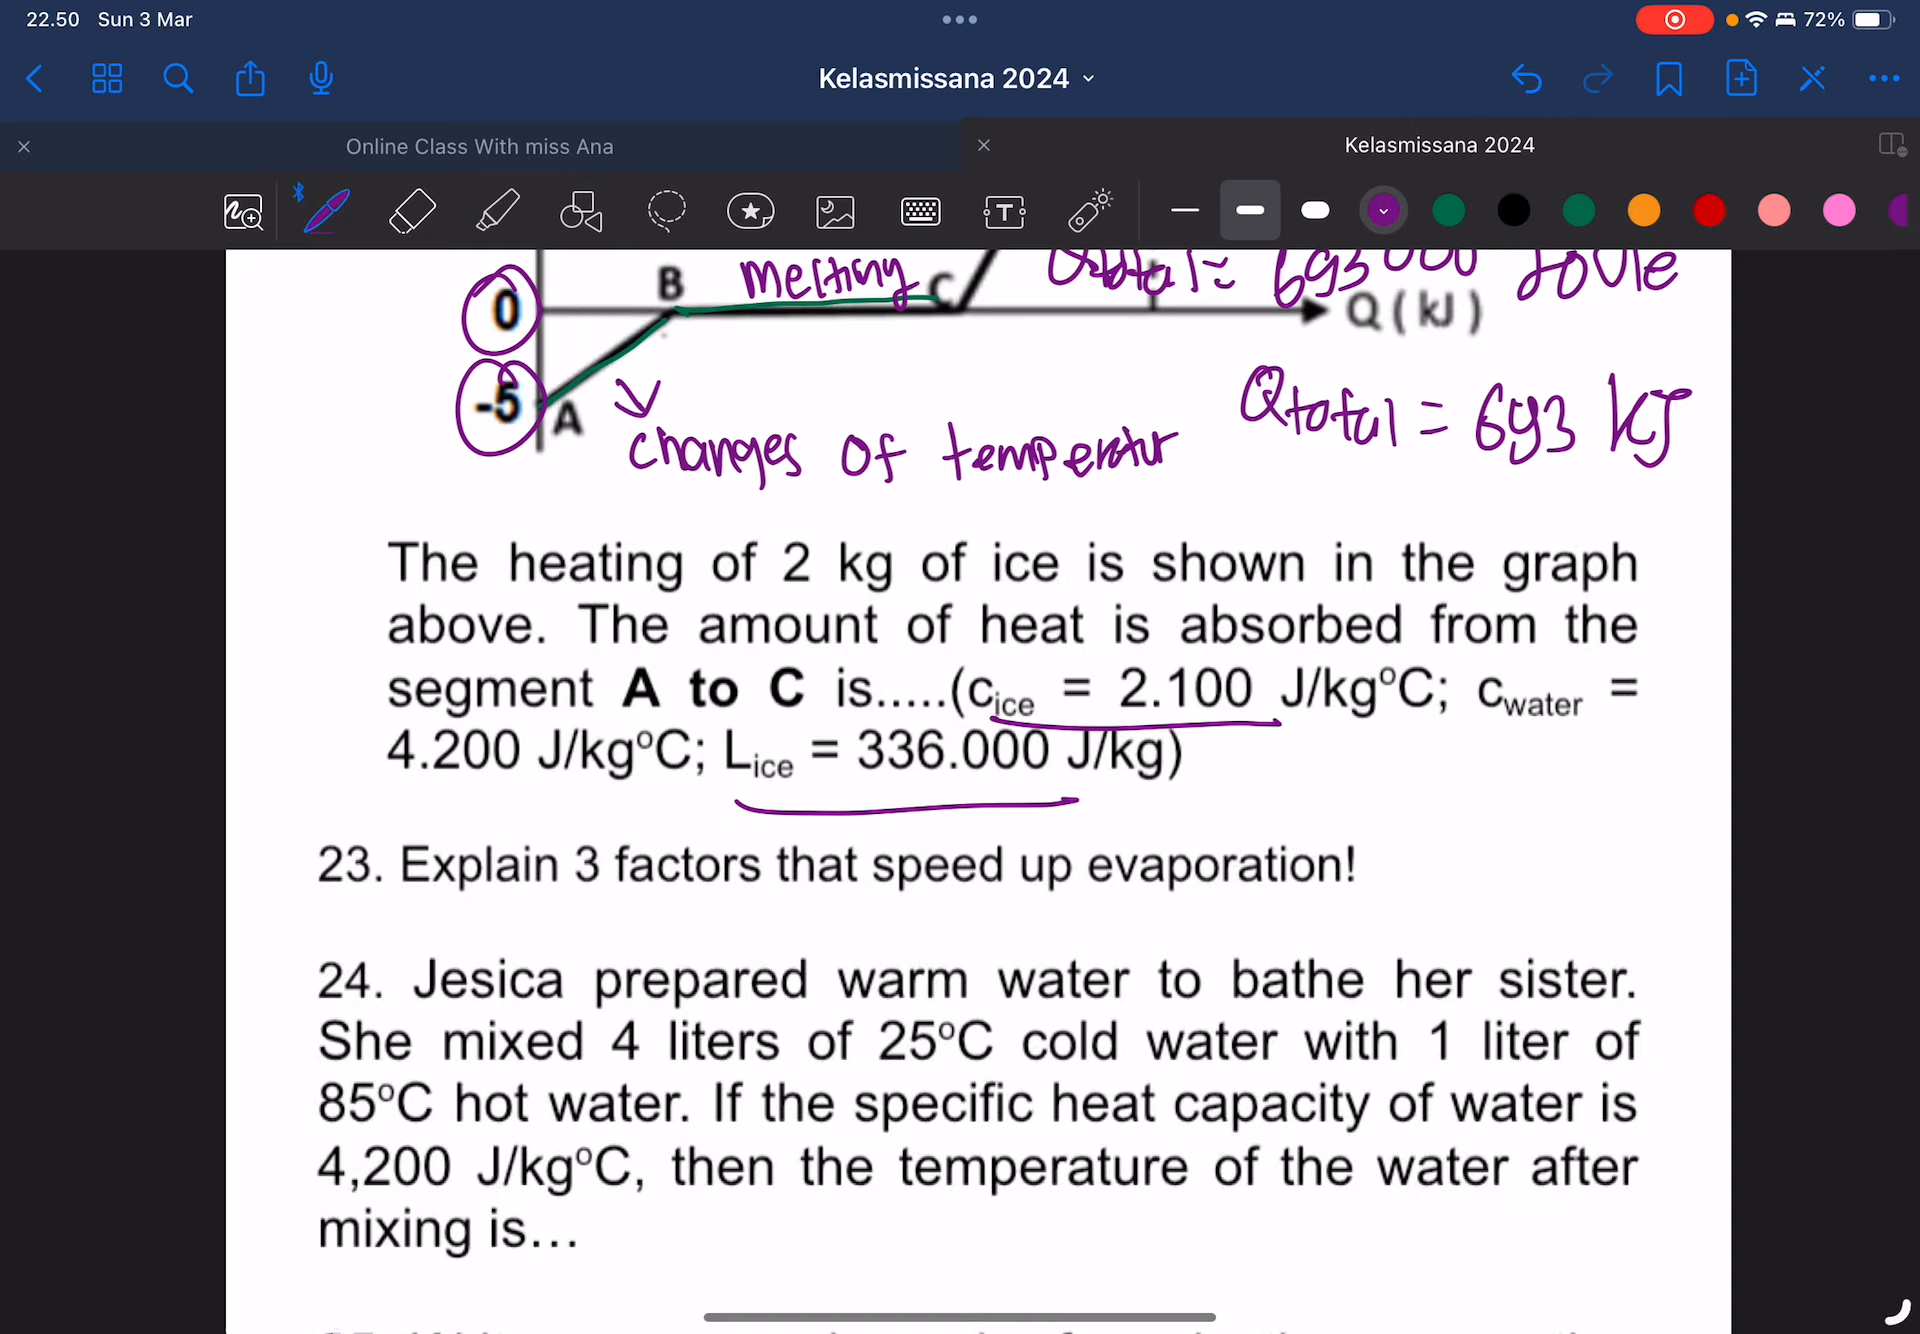 22.50 Sun 3 Mar
72%
Kelasmissana 2024
Online Class With miss Ana
Kelasmissana 2024
T
B melting C Qtotal = 693 000 Joule
0
Q ( kJ )
-5
A
Qtotal = 693 kJ
Changes of temperatur
The heating of 2 kg of ice is shown in the graph
above. The amount of heat is absorbed from the
segment A to C is.....(cice = 2.100 J/kgºC; cwater =
4.200 J/kgºC; Lice = 336.000 J/kg)
23. Explain 3 factors that speed up evaporation!
24. Jesica prepared warm water to bathe her sister.
She mixed 4 liters of 25ºC cold water with 1 liter of
85ºC hot water. If the specific heat capacity of water is
4,200 J/kgºC, then the temperature of the water after
mixing is...